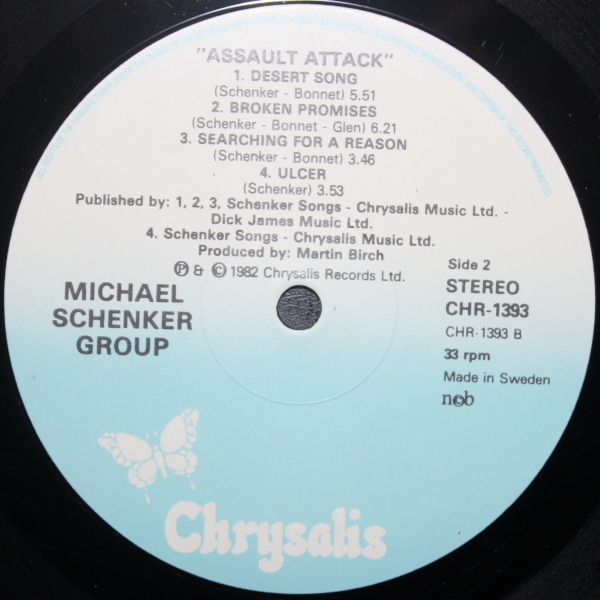 "ASSAULT ATTACK"
1. DESERT SONG
(Schenker - Bonnet) 5.51
2. BROKEN PROMISES
(Schenker - Bonnet - Glen) 6.21
3. SEARCHING FOR A REASON
(Schenker - Bonnet) 3.46
4. ULCER
(Schenker) 3.53
Published by: 1, 2, 3, Schenker Songs - Chrysalis Music Ltd. -
Dick James Music Ltd.
4. Schenker Songs - Chrysalis Music Ltd.
Produced by: Martin Birch
Ⓟ & © 1982 Chrysalis Records Ltd.
MICHAEL
SCHENKER
GROUP
Side 2
STEREO
CHR-1393
CHR-1393 B
33 rpm
Made in Sweden
n©b
Chrysalis